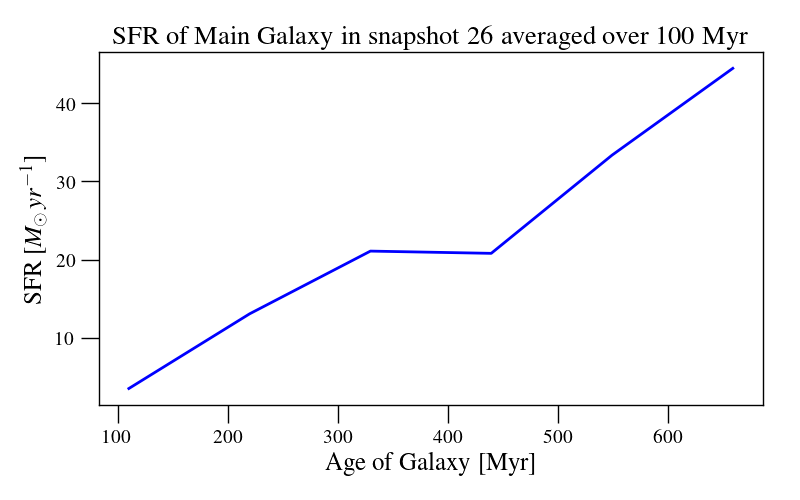 SFR of Main Galaxy in snapshot 26 averaged over 100 Myr
SFR [M⊙ yr⁻¹]
40
30
20
10
100 200 300 400 500 600
Age of Galaxy [Myr]